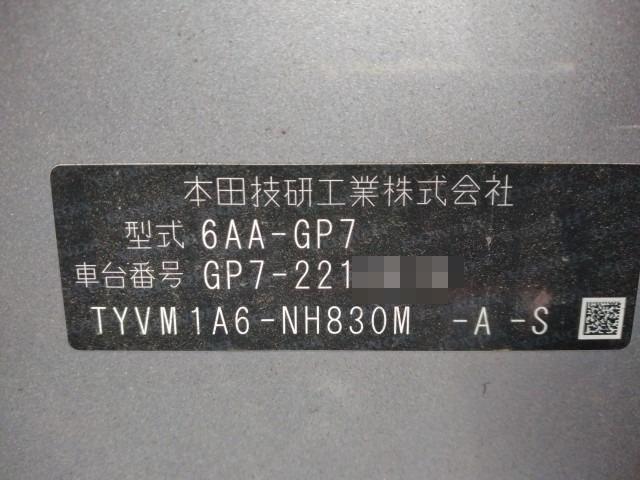 本田技研工業株式会社
型式 6AA-GP7
車台番号 GP7-221
TYVM1A6-NH830M -A -S